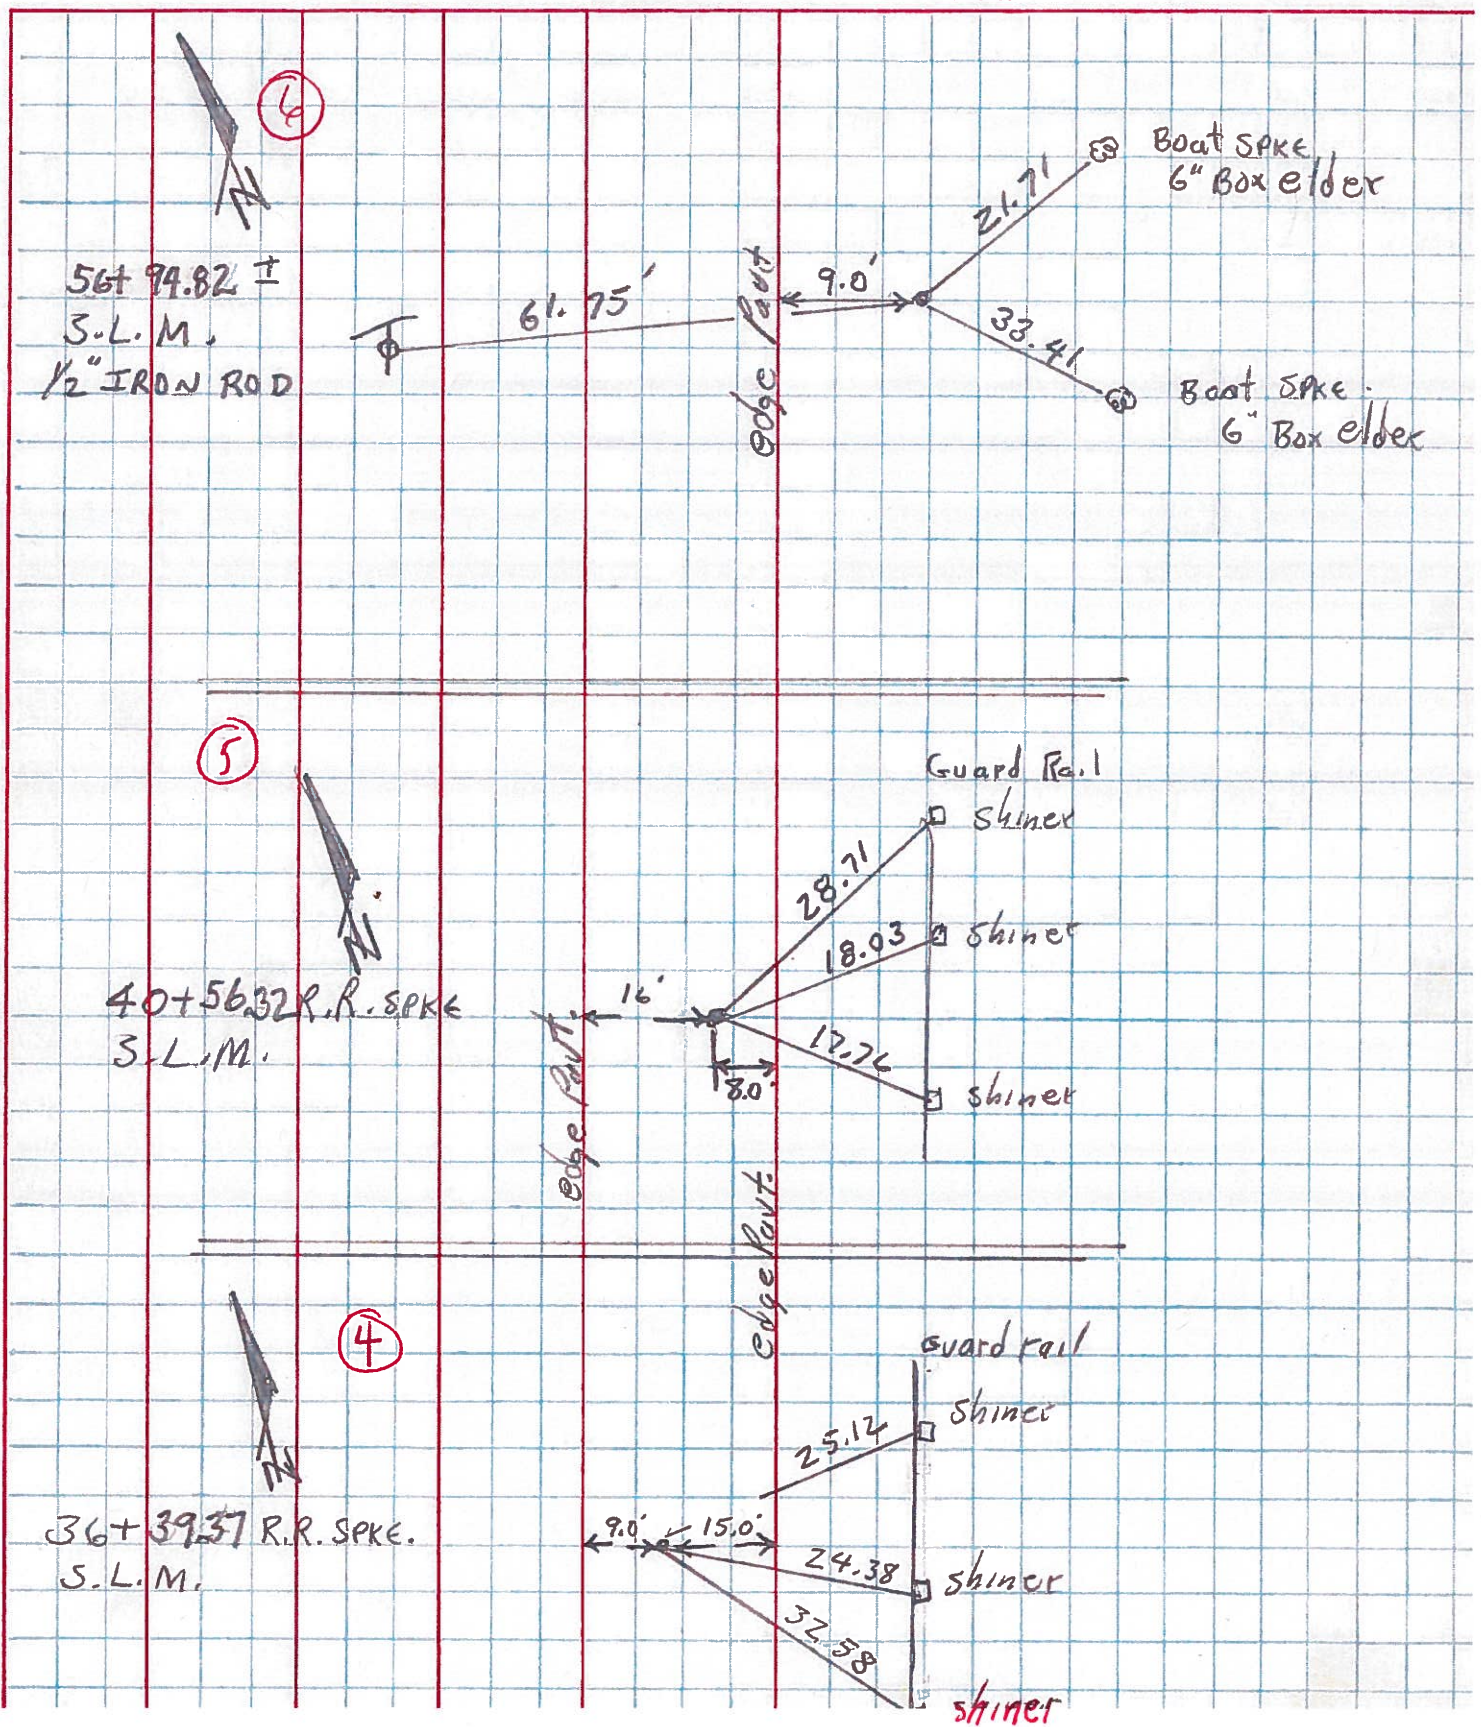 6
Boat SPKE
6" Box elder
56+94.82 ±
S.L.M.
1/2" IRON ROD
61.75'
edge Pavt
9.0'
21.71
33.41
Boat SPKE.
6" Box elder
5
Guard Rail
shiner
28.71
18.03
shiner
N
40+56.32 R.R. SPKE
S.L.M.
16'
17.76
8.0'
shiner
edge Pavt.
edge Pavt.
4
Guard rail
shiner
25.12
N
36+39.37 R.R. SPKE.
S.L.M.
9.0'
15.0'
24.38
shiner
32.58
shiner